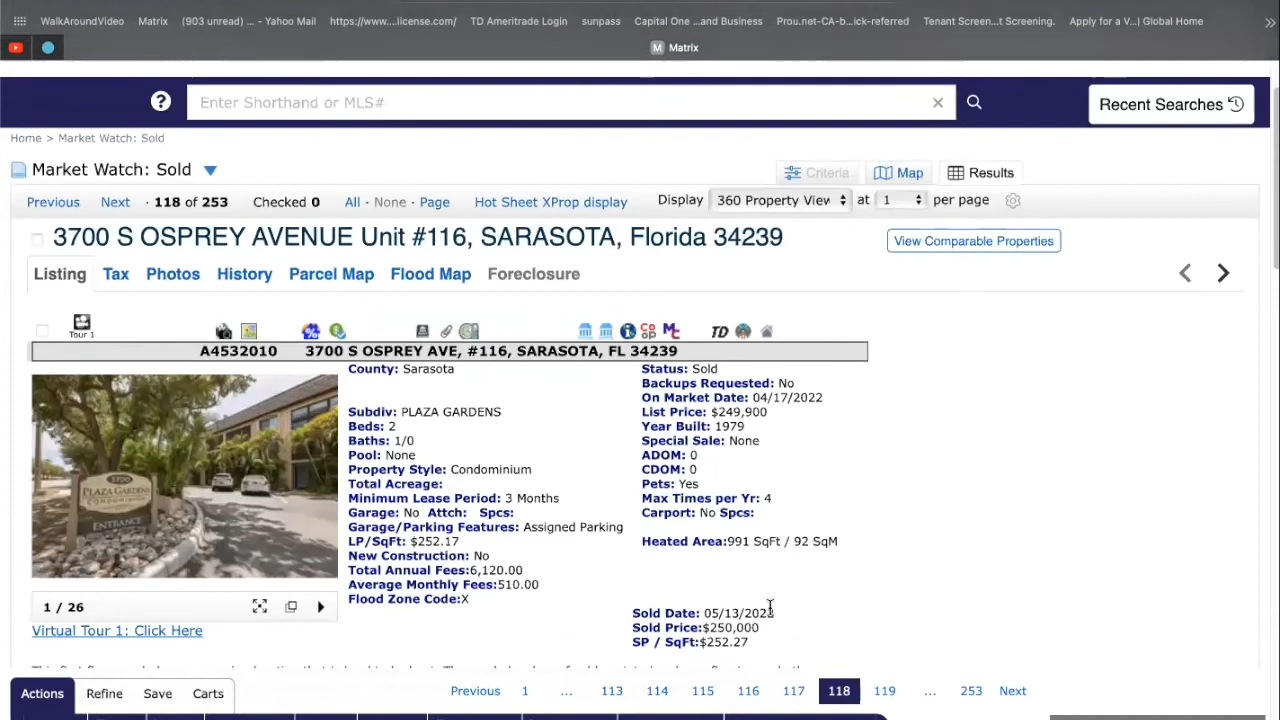 WalkAroundVideo Matrix (903 unread) ... - Yahoo Mail https://www....license.com/ TD Ameritrade Login sunpass Capital One ...and Business Prou.net-CA-b...ick-referred Tenant Screen...t Screening. Apply for a V...| Global Home
M Matrix
? Enter Shorthand or MLS# Recent Searches
Home > Market Watch: Sold
Market Watch: Sold Criteria Map Results
Previous Next · 118 of 253 Checked 0 All · None · Page Hot Sheet XProp display Display 360 Property View at 1 per page
3700 S OSPREY AVENUE Unit #116, SARASOTA, Florida 34239 View Comparable Properties
Listing Tax Photos History Parcel Map Flood Map Foreclosure
Tour 1 TD
A4532010 3700 S OSPREY AVE, #116, SARASOTA, FL 34239
County: Sarasota
Subdiv: PLAZA GARDENS
Beds: 2
Baths: 1/0
Pool: None
Property Style: Condominium
Total Acreage:
Minimum Lease Period: 3 Months
Garage: No Attch: Spcs:
Garage/Parking Features: Assigned Parking
LP/SqFt: $252.17
New Construction: No
Total Annual Fees:6,120.00
Average Monthly Fees:510.00
Flood Zone Code:X
Status: Sold
Backups Requested: No
On Market Date: 04/17/2022
List Price: $249,900
Year Built: 1979
Special Sale: None
ADOM: 0
CDOM: 0
Pets: Yes
Max Times per Yr: 4
Carport: No Spcs:
Heated Area:991 SqFt / 92 SqM
Sold Date: 05/13/2022
Sold Price:$250,000
SP / SqFt:$252.27
3700
PLAZA GARDENS
ENTRANCE
1 / 26
Virtual Tour 1: Click Here
Actions Refine Save Carts
Previous 1 ... 113 114 115 116 117 118 119 ... 253 Next